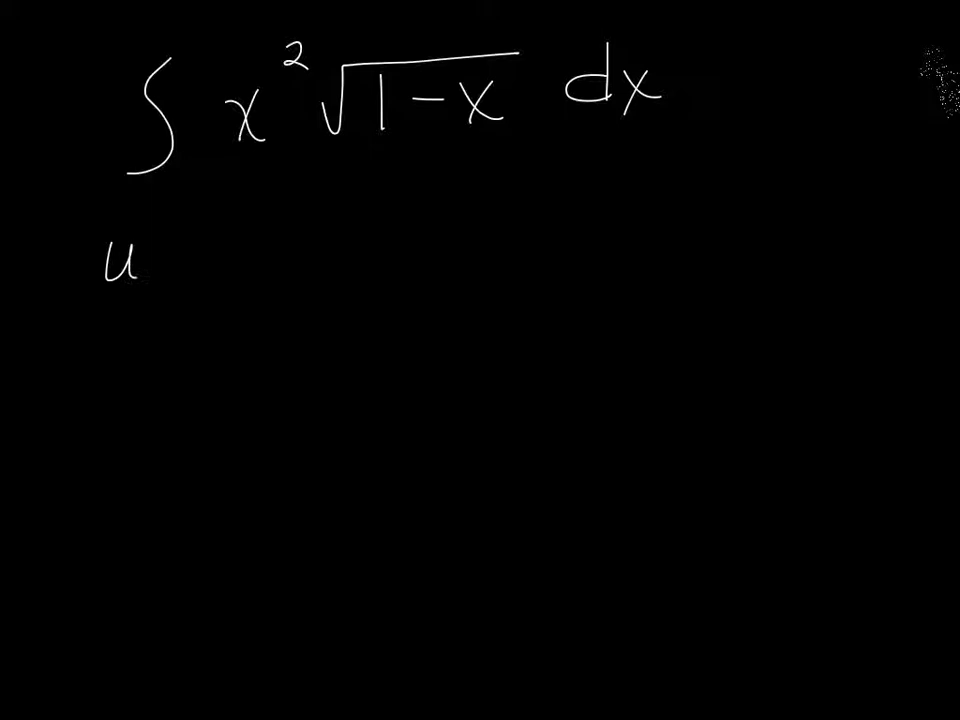 ∫ x² √(1-x) dx
u